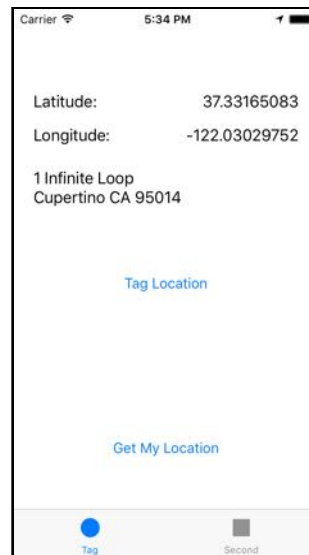 Carrier 5:34 PM
Latitude: 37.33165083
Longitude: -122.03029752
1 Infinite Loop
Cupertino CA 95014
Tag Location
Get My Location
Tag Second